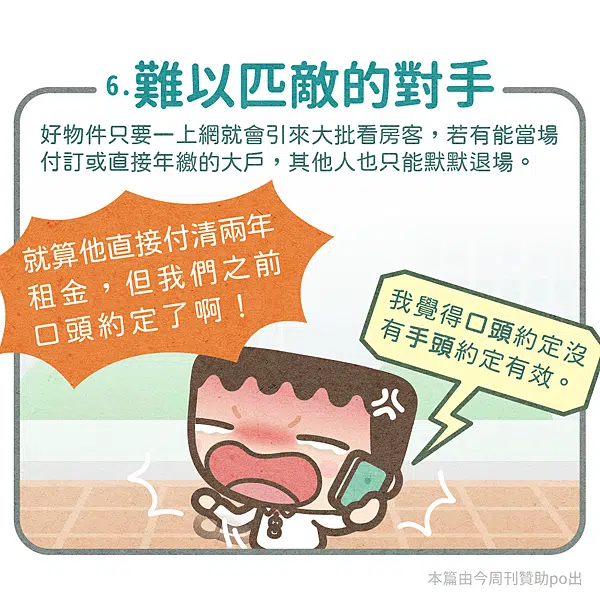 6.難以匹敵的對手
好物件只要一上網就會引來大批看房客，若有能當場
付訂或直接年繳的大戶，其他人也只能默默退場。
就算他直接付清兩年
租金，但我們之前
口頭約定了啊！
我覺得口頭約定沒
有手頭約定有效。
本篇由今周刊贊助po出